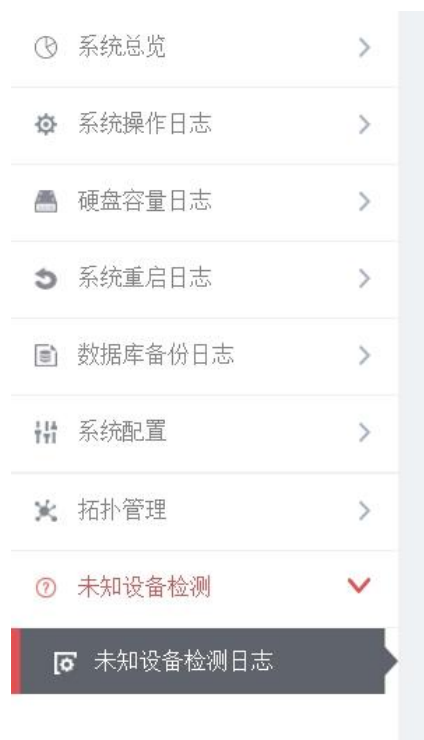 系统总览
系统操作日志
硬盘容量日志
系统重启日志
数据库备份日志
系统配置
拓扑管理
未知设备检测
未知设备检测日志